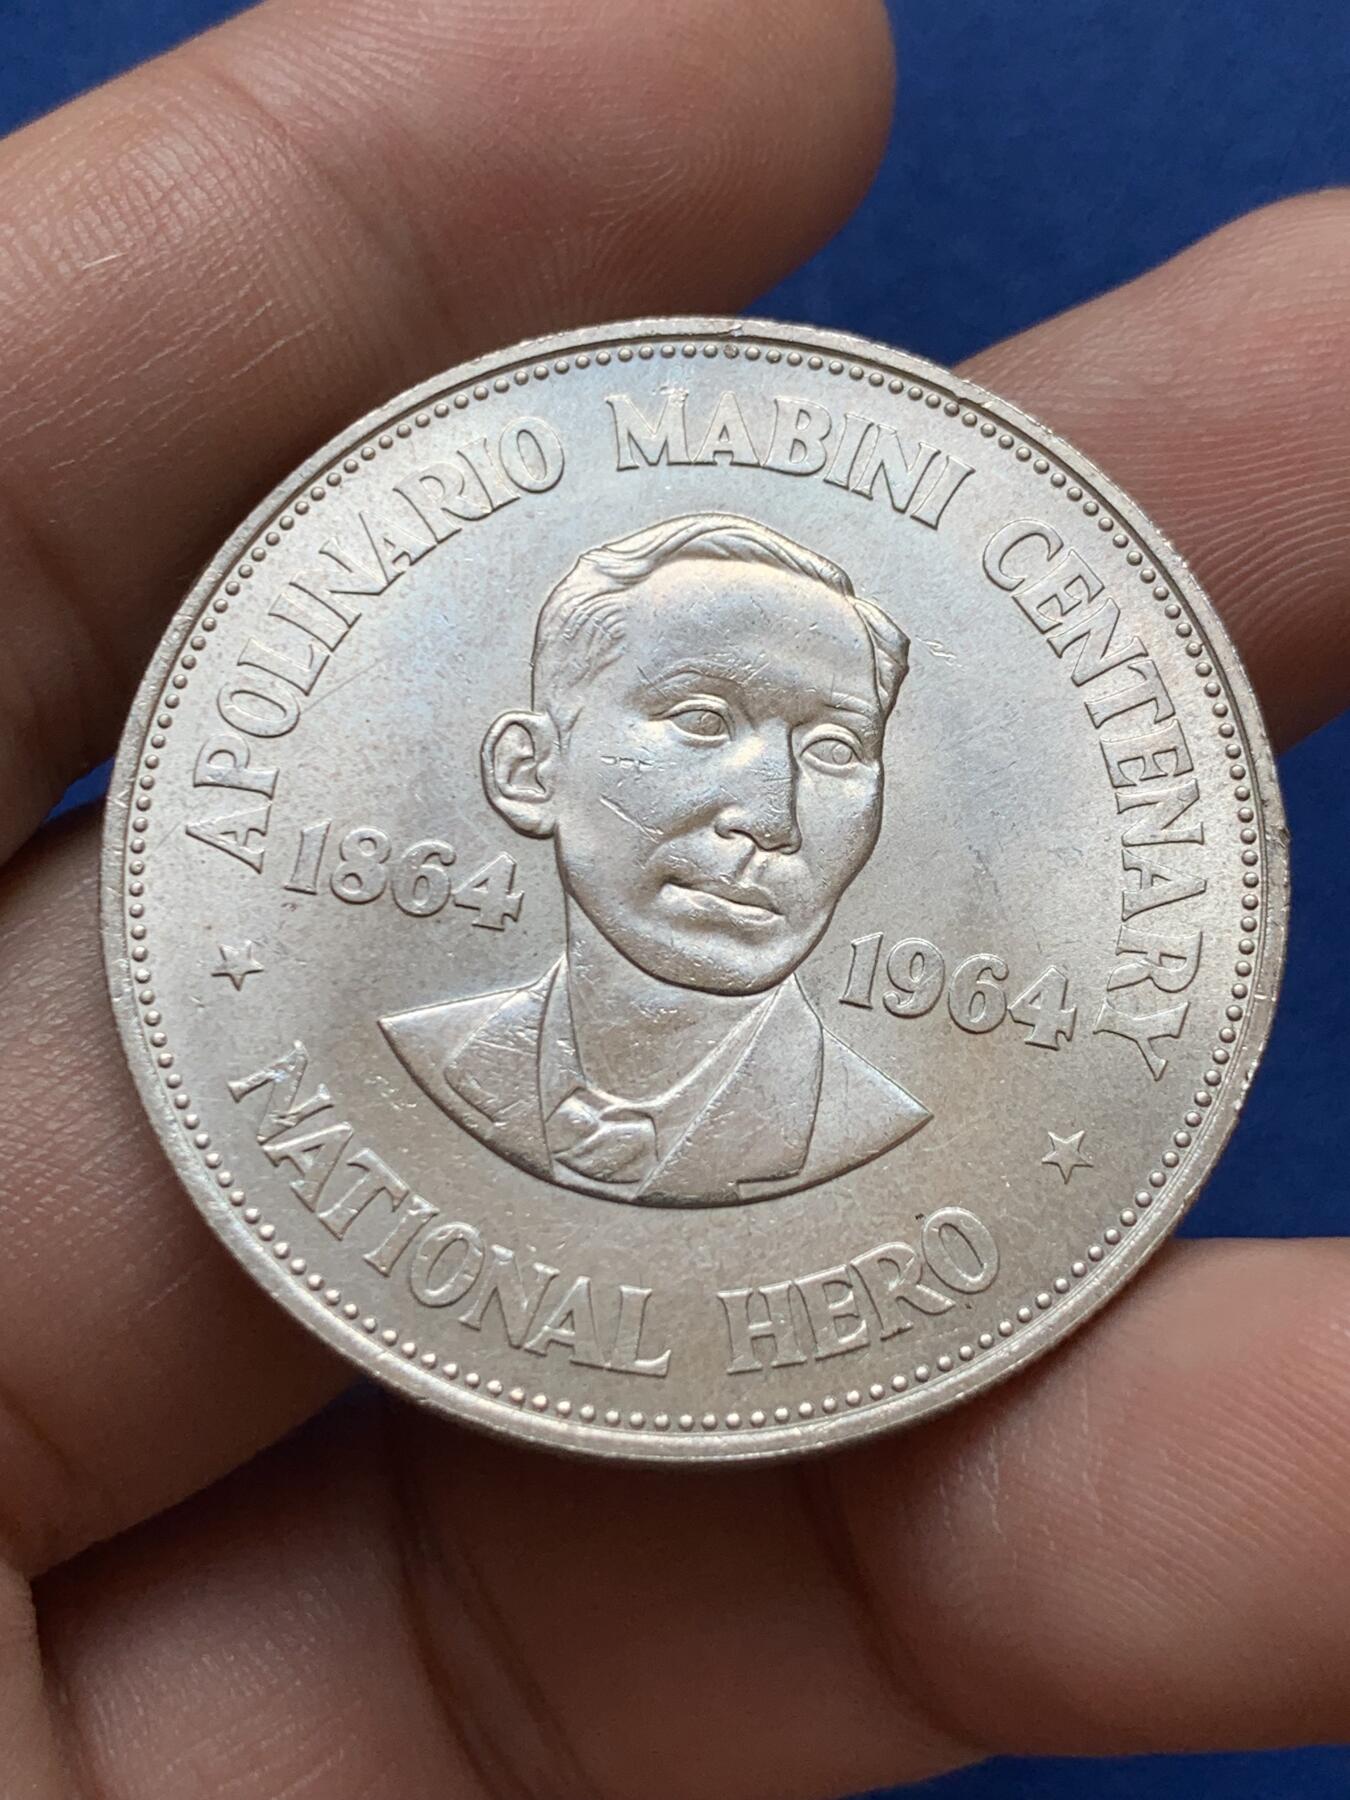 APOLINARIO MABINI CENTENARY
1864
1964
NATIONAL HERO